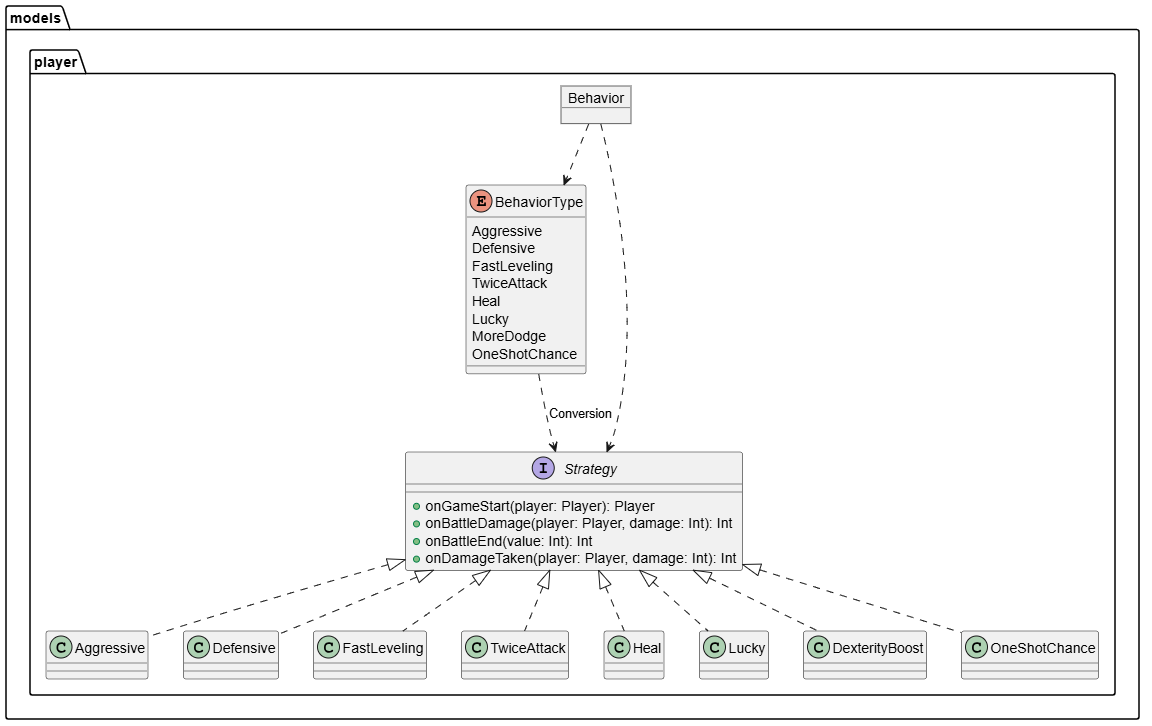 models
player
Behavior
E BehaviorType
Aggressive
Defensive
FastLeveling
TwiceAttack
Heal
Lucky
MoreDodge
OneShotChance
Conversion
I Strategy
onGameStart(player: Player): Player
onBattleDamage(player: Player, damage: Int): Int
onBattleEnd(value: Int): Int
onDamageTaken(player: Player, damage: Int): Int
C Aggressive
C Defensive
C FastLeveling
C TwiceAttack
C Heal
C Lucky
C DexterityBoost
C OneShotChance